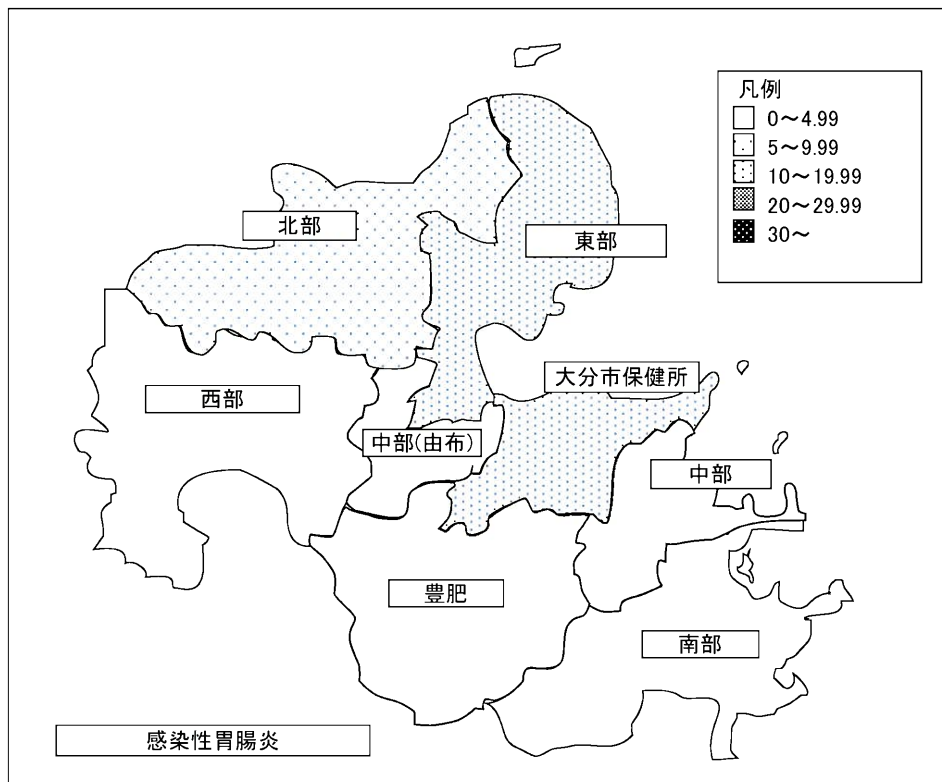 凡例
0～4.99
5～9.99
10～19.99
20～29.99
30～
北部
東部
大分市保健所
西部
中部(由布)
中部
豊肥
南部
感染性胃腸炎